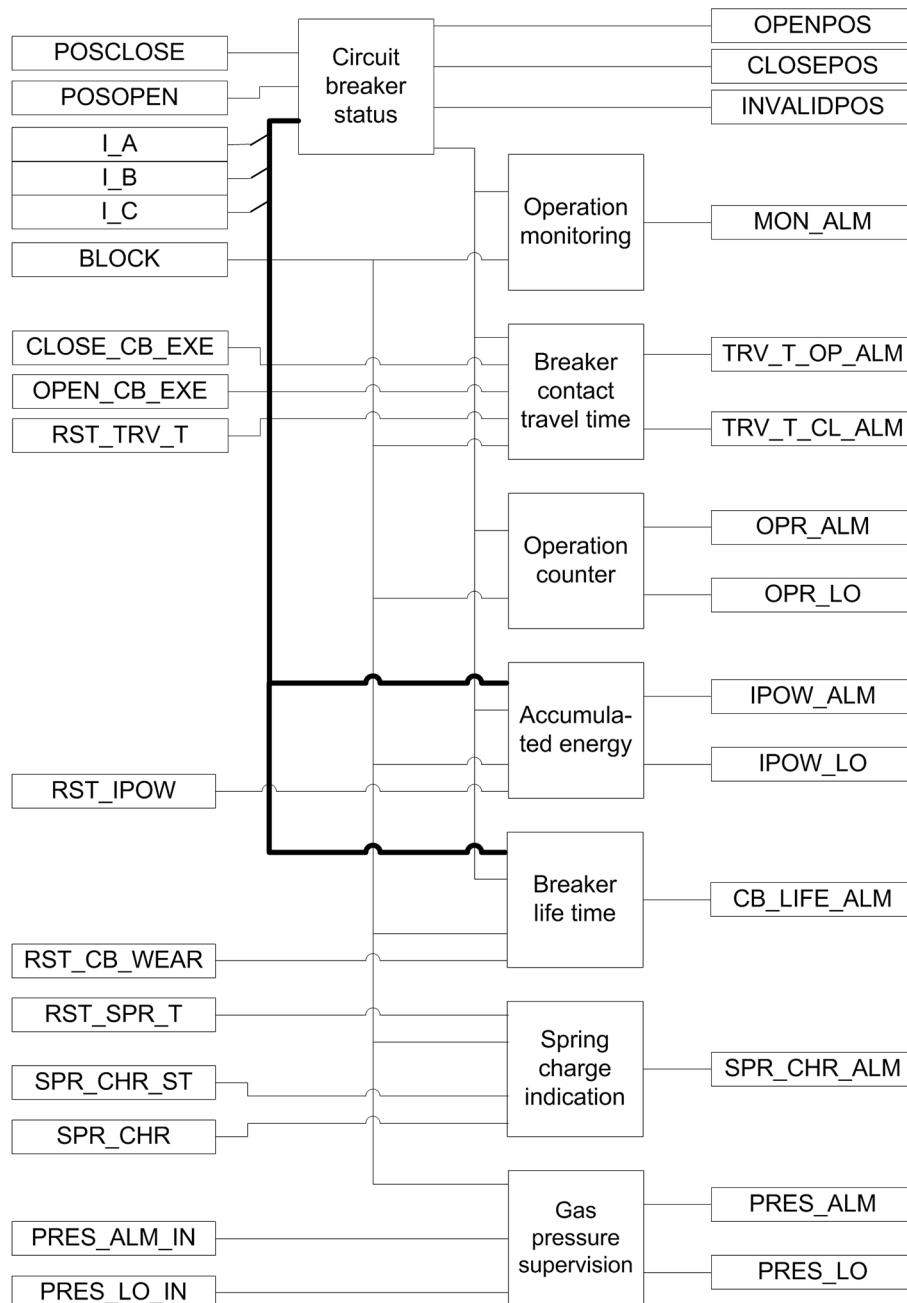 POSCLOSE
POSOPEN
I_A
I_B
I_C
BLOCK
CLOSE_CB_EXE
OPEN_CB_EXE
RST_TRV_T
RST_IPOW
RST_CB_WEAR
RST_SPR_T
SPR_CHR_ST
SPR_CHR
PRES_ALM_IN
PRES_LO_IN
Circuit
breaker
status
Operation
monitoring
Breaker
contact
travel time
Operation
counter
Accumula-
ted energy
Breaker
life time
Spring
charge
indication
Gas
pressure
supervision
OPENPOS
CLOSEPOS
INVALIDPOS
MON_ALM
TRV_T_OP_ALM
TRV_T_CL_ALM
OPR_ALM
OPR_LO
IPOW_ALM
IPOW_LO
CB_LIFE_ALM
SPR_CHR_ALM
PRES_ALM
PRES_LO